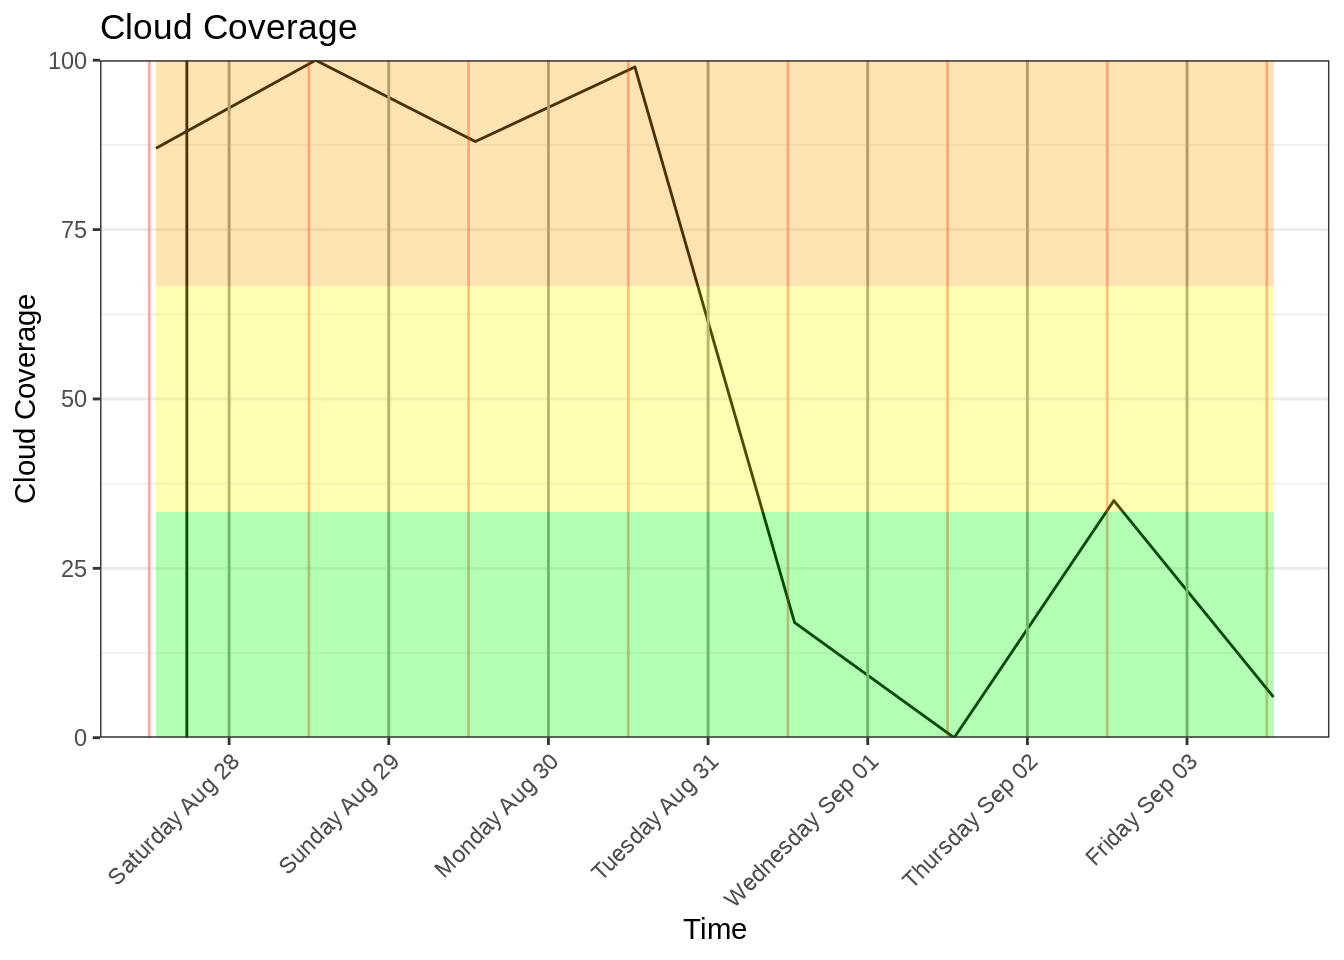 Cloud Coverage
100
75
50
25
0
Cloud Coverage
Saturday Aug 28
Sunday Aug 29
Monday Aug 30
Tuesday Aug 31
Wednesday Sep 01
Thursday Sep 02
Friday Sep 03
Time